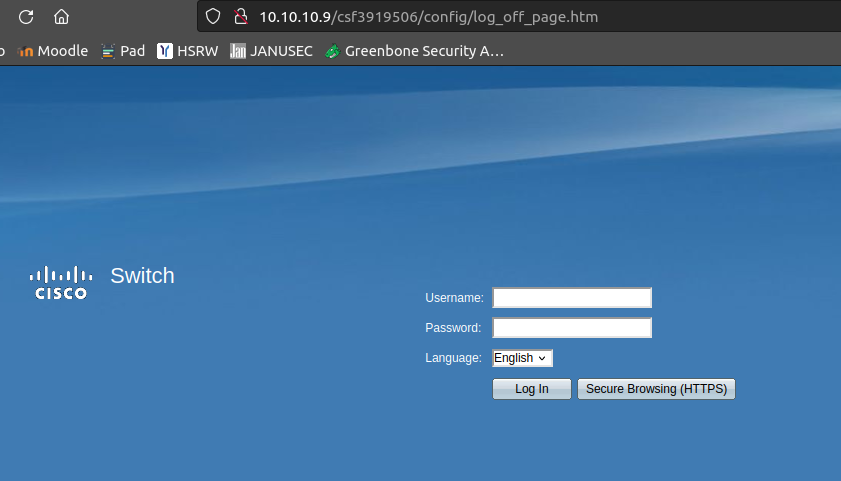 10.10.10.9/csf3919506/config/log_off_page.htm
o Moodle Pad HSRW Jan JANUSEC Greenbone Security A…
CISCO Switch
Username:
Password:
Language: English
Log In Secure Browsing (HTTPS)